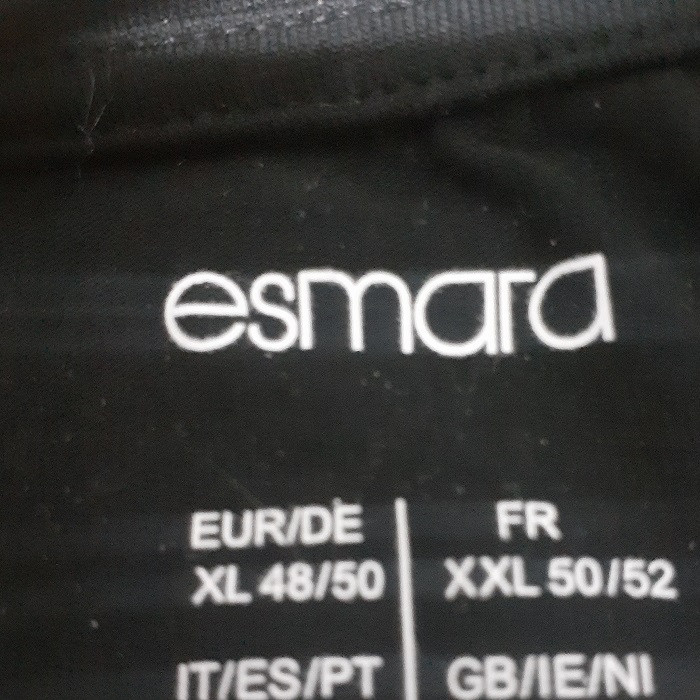 esmara
EUR/DE FR
XL 48/50 XXL 50/52
IT/ES/PT GB/IE/NI